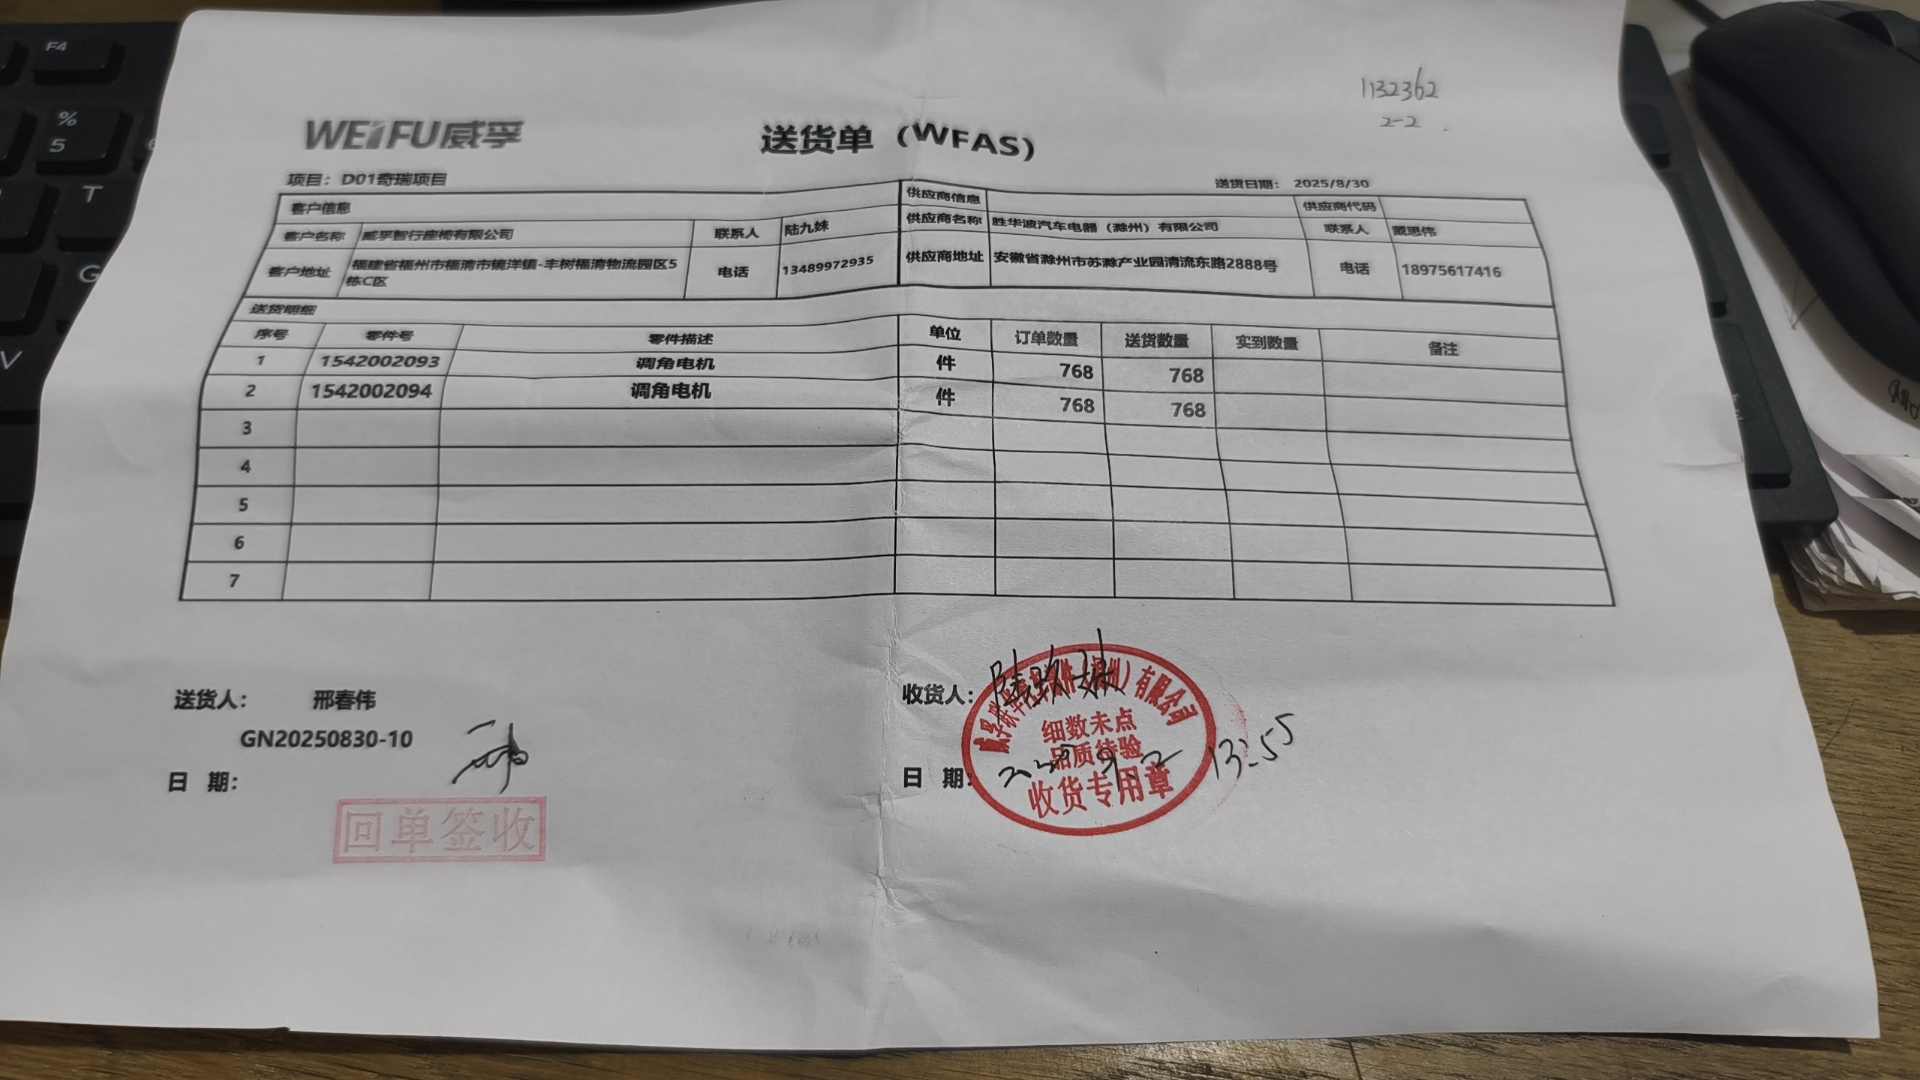 1132362
2-2
WEIFU威孚
送货单（WFAS）
项目：D01奇瑞项目
送货日期： 2025/8/30
客户信息
供应商信息
供应商代码
客户名称 威孚智行座椅有限公司 联系人 陆九妹
供应商名称 胜华波汽车电器（滁州）有限公司 联系人 戴恩伟
客户地址 福建省福州市福清市镜洋镇-丰树福清物流园区5栋C区 电话 13489972935
供应商地址 安徽省滁州市苏滁产业园清流东路2888号 电话 18975617416
送货明细
序号 零件号 零件描述 单位 订单数量 送货数量 实到数量 备注
1 1542002093 调角电机 件 768 768
2 1542002094 调角电机 件 768 768
3
4
5
6
7
送货人： 邢春伟
GN20250830-10
日 期：
回单签收
收货人：
有限公司
细数未点
品质待验
收货专用章
日 期：
13:55
F4
%
5
T
G
V